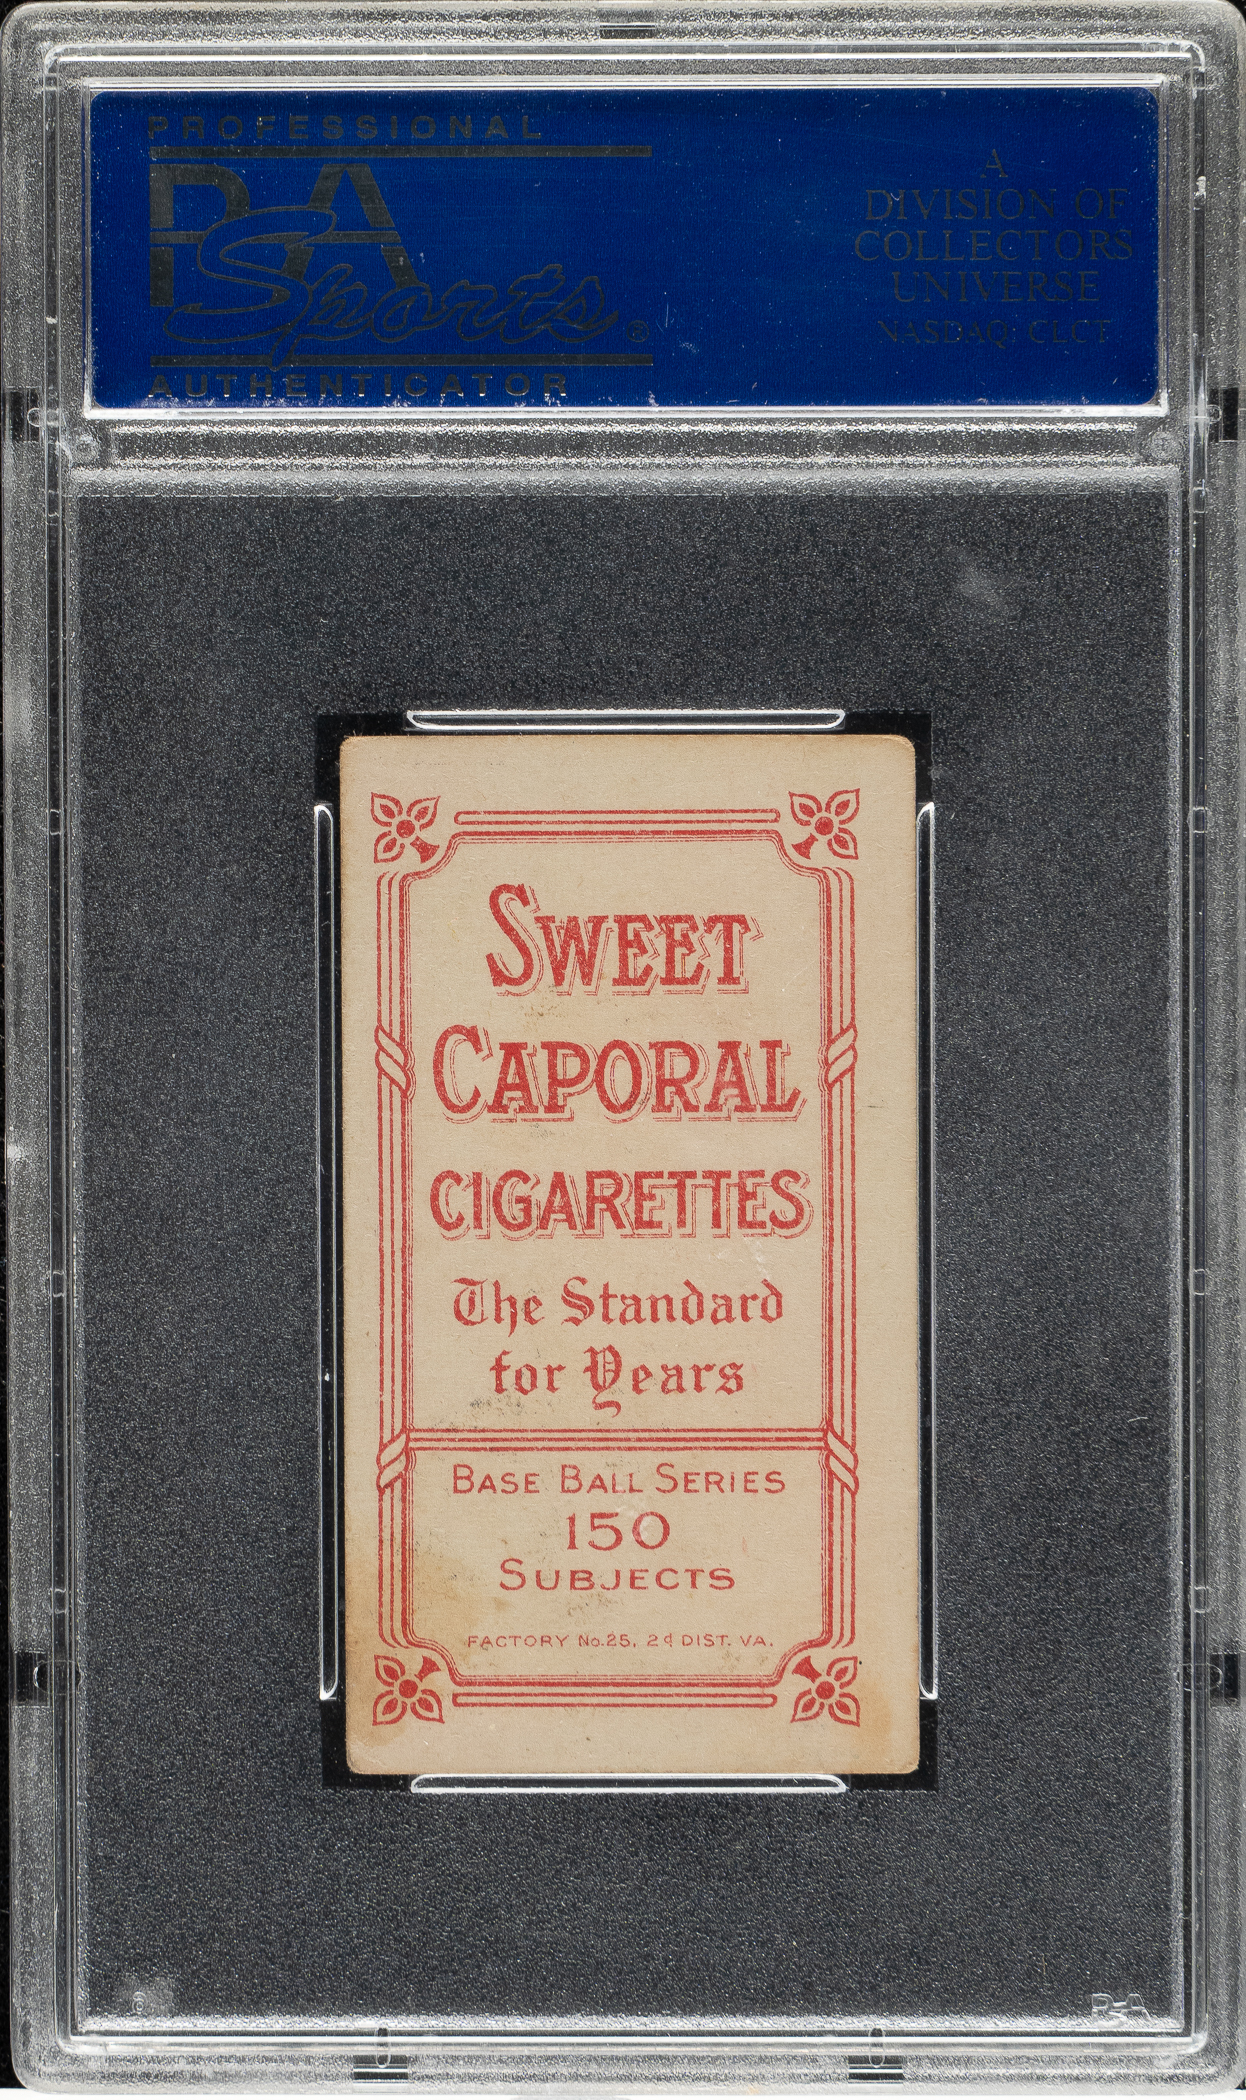 PROFESSIONAL
PSA
Sports ®
AUTHENTICATOR
A
DIVISION OF
COLLECTORS
UNIVERSE
NASDAQ: CLCT
SWEET
CAPORAL
CIGARETTES
The Standard
for Years
BASE BALL SERIES
150
SUBJECTS
FACTORY No. 25, 2d DIST. VA.
PSA